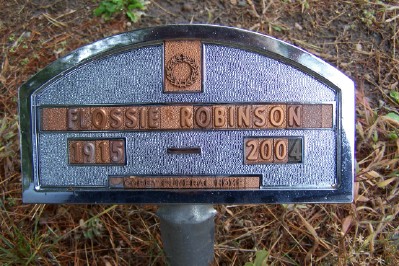 FLOSSIE ROBINSON
1915 — 2004
FUNERAL HOME